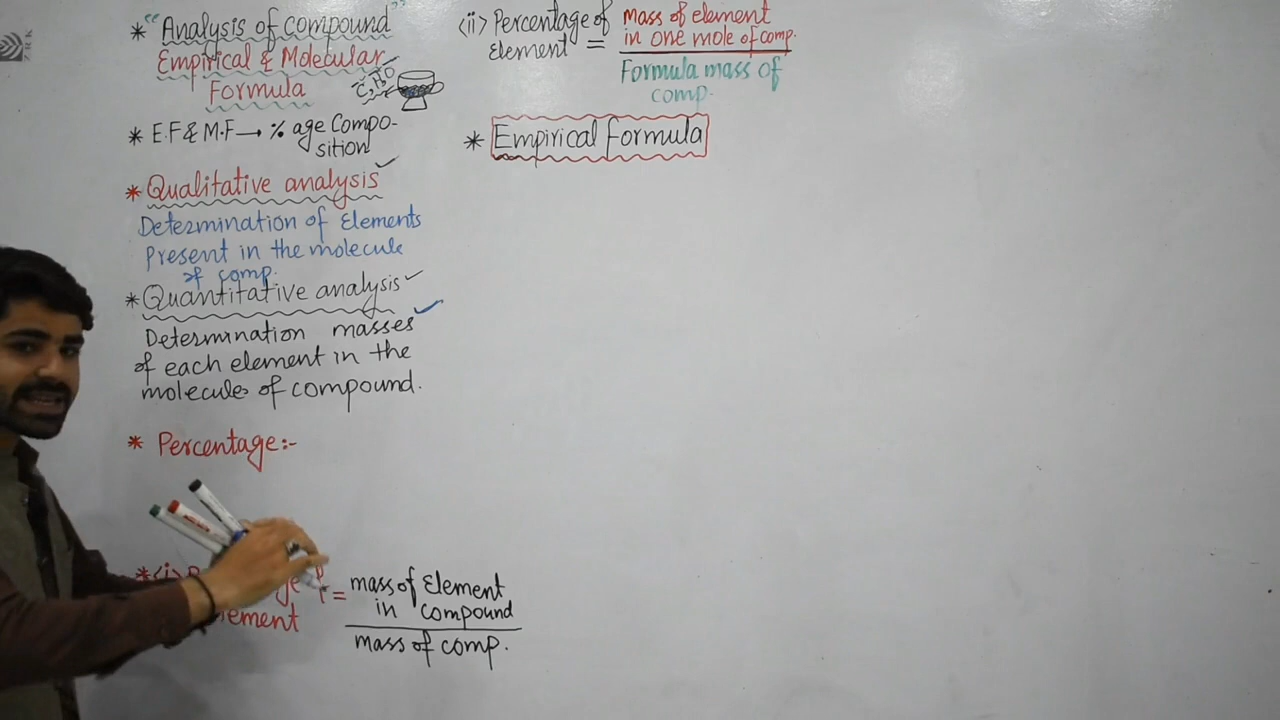 * "Analysis of compound"
Empirical & Molecular
Formula
* E.F & M.F → % age Compo-
sition
* Qualitative analysis ✓
Determination of Elements
Present in the molecule
of comp.
* Quantitative analysis ✓
Determination masses
of each element in the
molecules of compound.
* Percentage:-
* (i)
ement
= mass of Element
in compound
mass of comp.
(ii) Percentage of
Element =
mass of element
in one mole of comp.
Formula mass of
comp.
* Empirical formula